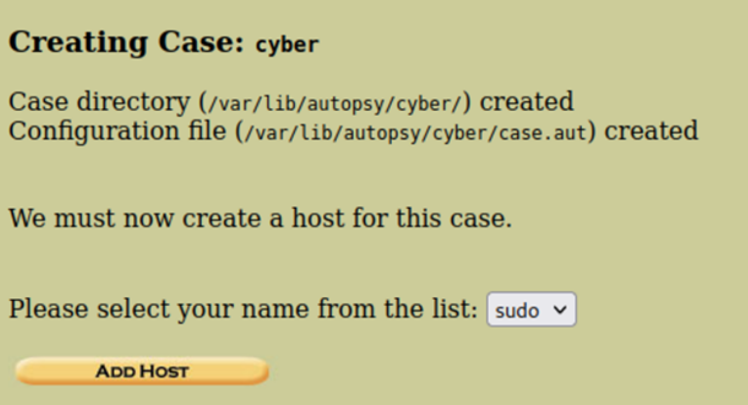 Creating Case: cyber
Case directory (/var/lib/autopsy/cyber/) created
Configuration file (/var/lib/autopsy/cyber/case.aut) created
We must now create a host for this case.
Please select your name from the list: sudo
ADD HOST